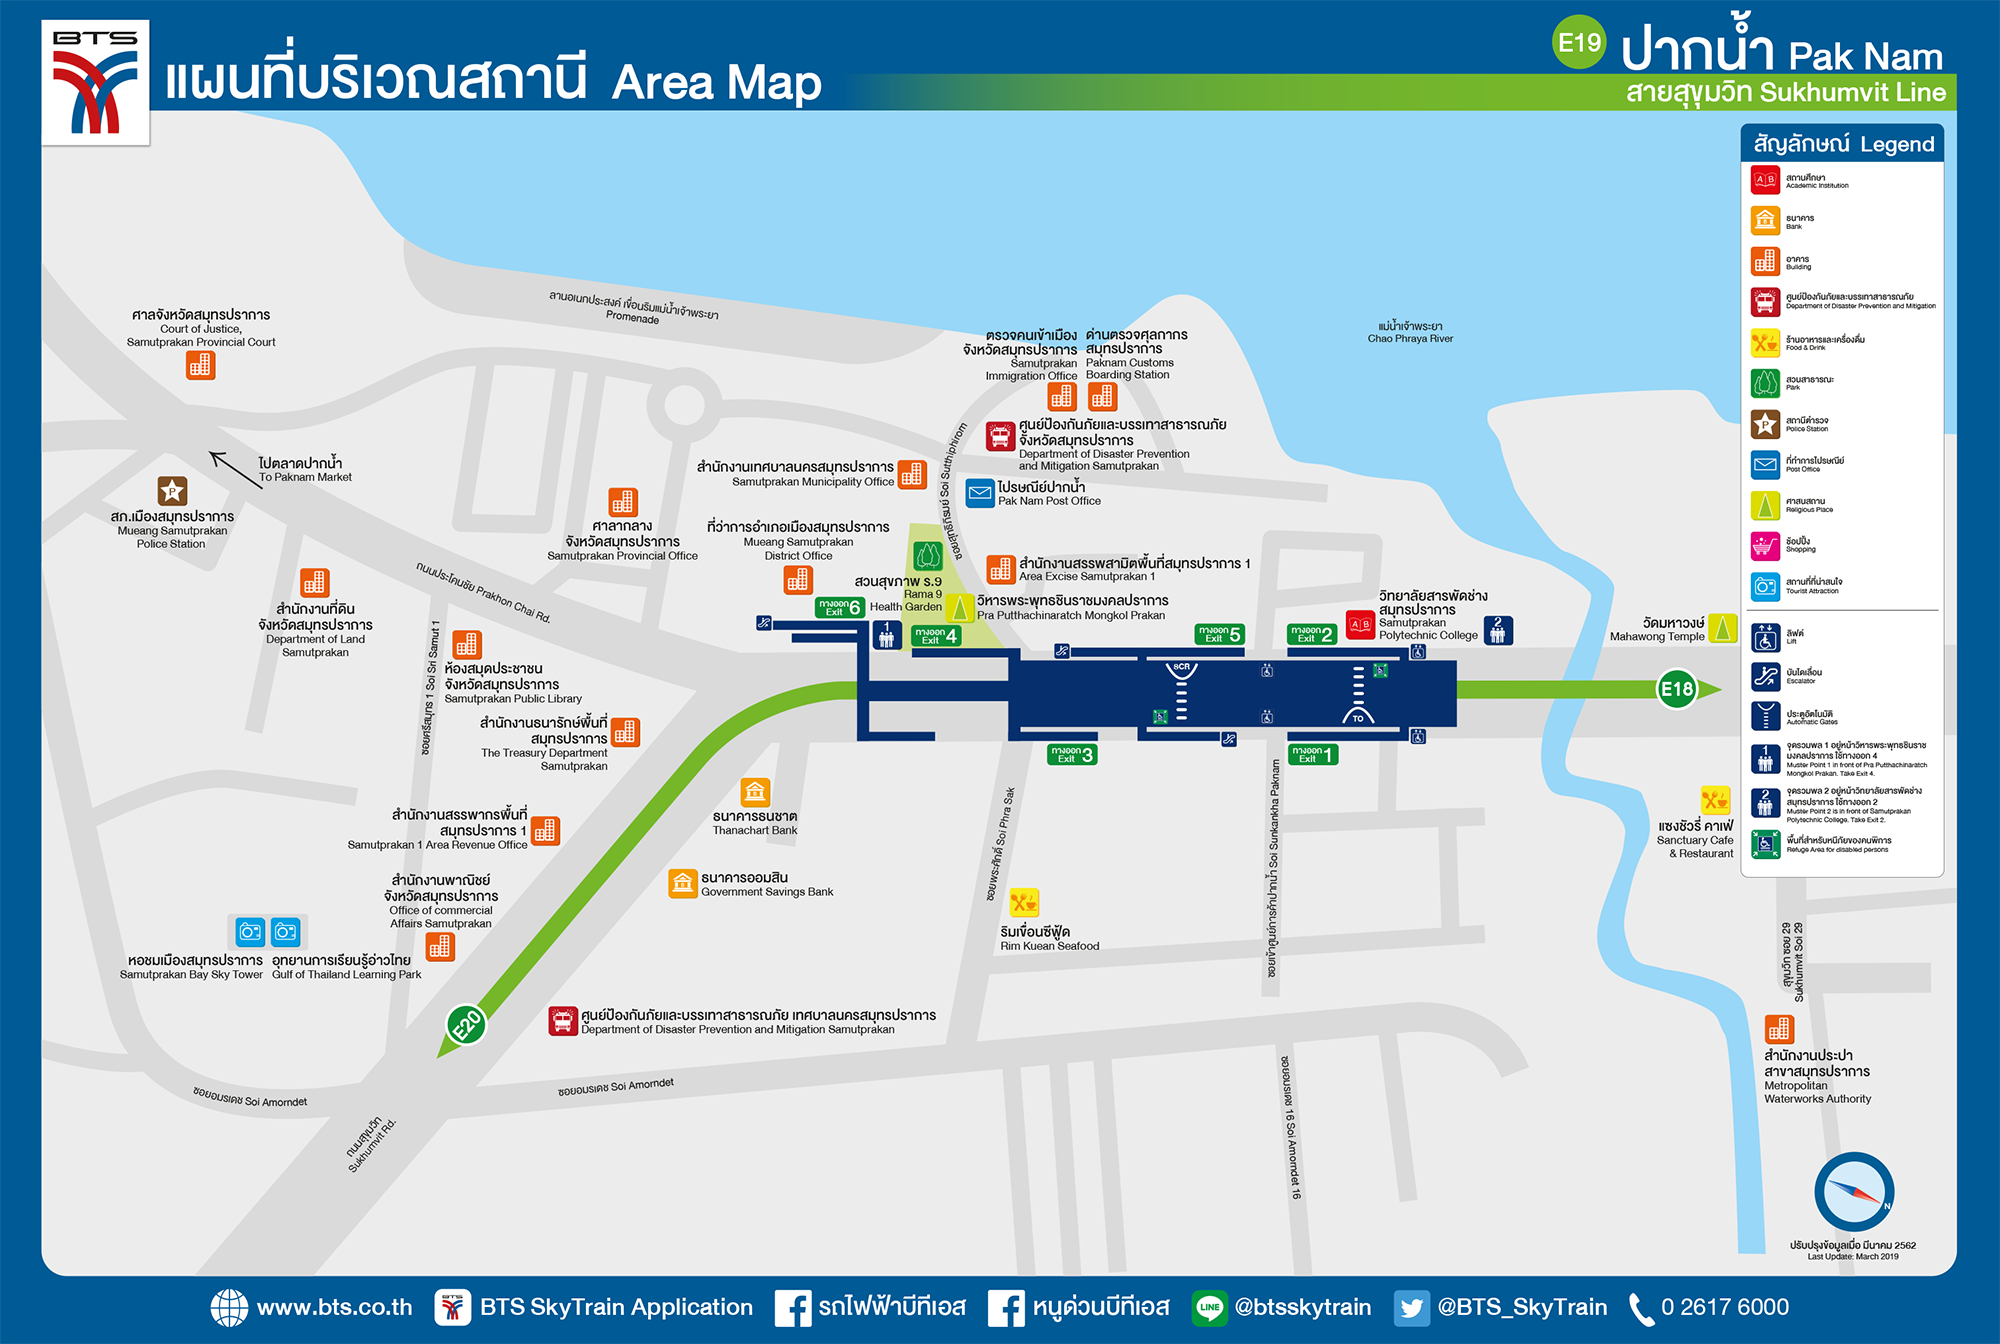 BTS
แผนที่บริเวณสถานี Area Map
E19 ปากน้ำ Pak Nam
สายสุขุมวิท Sukhumvit Line
สัญลักษณ์ Legend
สถานศึกษา
Academic Institution
ธนาคาร
Bank
อาคาร
Building
ศูนย์ป้องกันภัยและบรรเทาสาธารณภัย
Department of Disaster Prevention and Mitigation
ร้านอาหารและเครื่องดื่ม
Food & Drink
สวนสาธารณะ
Park
สถานีตำรวจ
Police Station
ที่ทำการไปรษณีย์
Post Office
ศาสนสถาน
Religious Place
ช้อปปิ้ง
Shopping
สถานที่ที่น่าสนใจ
Tourist Attraction
ลิฟต์
Lift
บันไดเลื่อน
Escalator
ประตูอัตโนมัติ
Automatic Gates
1
จุดรวมพล 1 อยู่หน้าวิหารพระพุทธชินราช
มงคลปราการ ใช้ทางออก 4
Muster Point 1 in front of Pra Putthachinaratch
Mongkol Prakan. Take Exit 4.
2
จุดรวมพล 2 อยู่หน้าวิทยาลัยสารพัดช่าง
สมุทรปราการ ใช้ทางออก 2
Muster Point 2 is in front of Samutprakan
Polytechnic College. Take Exit 2.
พื้นที่สำหรับหนีภัยของคนพิการ
Refuge Area for disabled persons
ลานอเนกประสงค์ เขื่อนริมแม่น้ำเจ้าพระยา
Promenade
แม่น้ำเจ้าพระยา
Chao Phraya River
ศาลจังหวัดสมุทรปราการ
Court of Justice,
Samutprakan Provincial Court
ตรวจคนเข้าเมือง
จังหวัดสมุทรปราการ
Samutprakan
Immigration Office
ด่านตรวจศุลกากร
สมุทรปราการ
Paknam Customs
Boarding Station
ศูนย์ป้องกันภัยและบรรเทาสาธารณภัย
จังหวัดสมุทรปราการ
Department of Disaster Prevention
and Mitigation Samutprakan
ไปตลาดปากน้ำ
To Paknam Market
สำนักงานเทศบาลนครสมุทรปราการ
Samutprakan Municipality Office
ไปรษณีย์ปากน้ำ
Pak Nam Post Office
ซอยสุทธิภิรมย์ Soi Sutthiphirom
สภ.เมืองสมุทรปราการ
Mueang Samutprakan
Police Station
ศาลากลาง
จังหวัดสมุทรปราการ
Samutprakan Provincial Office
ที่ว่าการอำเภอเมืองสมุทรปราการ
Mueang Samutprakan
District Office
สวนสุขภาพ ร.9
Rama 9
Health Garden
สำนักงานสรรพสามิตพื้นที่สมุทรปราการ 1
Area Excise Samutprakan 1
วิหารพระพุทธชินราชมงคลปราการ
Pra Putthachinaratch Mongkol Prakan
ถนนประโคนชัย Prakhon Chai Rd.
สำนักงานที่ดิน
จังหวัดสมุทรปราการ
Department of Land
Samutprakan
วิทยาลัยสารพัดช่าง
สมุทรปราการ
Samutprakan
Polytechnic College
2
วัดมหาวงษ์
Mahawong Temple
ทางออก Exit 6
1
ทางออก Exit 4
ทางออก Exit 5
ทางออก Exit 2
SCR
TO
E18
ทางออก Exit 3
ทางออก Exit 1
ซอยศรีสมุทร 1 Soi Sri Samut 1
ห้องสมุดประชาชน
จังหวัดสมุทรปราการ
Samutprakan Public Library
สำนักงานธนารักษ์พื้นที่
สมุทรปราการ
The Treasury Department
Samutprakan
ธนาคารธนชาต
Thanachart Bank
ธนาคารออมสิน
Government Savings Bank
สำนักงานสรรพากรพื้นที่
สมุทรปราการ 1
Samutprakan 1 Area Revenue Office
สำนักงานพาณิชย์
จังหวัดสมุทรปราการ
Office of commercial
Affairs Samutprakan
หอชมเมืองสมุทรปราการ
Samutprakan Bay Sky Tower
อุทยานการเรียนรู้อ่าวไทย
Gulf of Thailand Learning Park
ซอยพระศักดิ์ Soi Phra Sak
ริมเขื่อนซีฟู้ด
Rim Kuean Seafood
ซอยเข้าศูนย์การค้าปากน้ำ Soi Sunkankha Paknam
แซงชัวรี่ คาเฟ่
Sanctuary Cafe
& Restaurant
สุขุมวิท ซอย 29
Sukhumvit Soi 29
E20
ศูนย์ป้องกันภัยและบรรเทาสาธารณภัย เทศบาลนครสมุทรปราการ
Department of Disaster Prevention and Mitigation Samutprakan
สำนักงานประปา
สาขาสมุทรปราการ
Metropolitan
Waterworks Authority
ซอยอมรเดช Soi Amorndet
ซอยอมรเดช Soi Amorndet
ซอยอมรเดช 16 Soi Amorndet 16
ถนนสุขุมวิท
Sukhumvit Rd.
N
ปรับปรุงข้อมูลเมื่อ มีนาคม 2562
Last Update: March 2019
www.bts.co.th
BTS SkyTrain Application
รถไฟฟ้าบีทีเอส
หนูด่วนบีทีเอส
LINE @btsskytrain
@BTS_SkyTrain
0 2617 6000